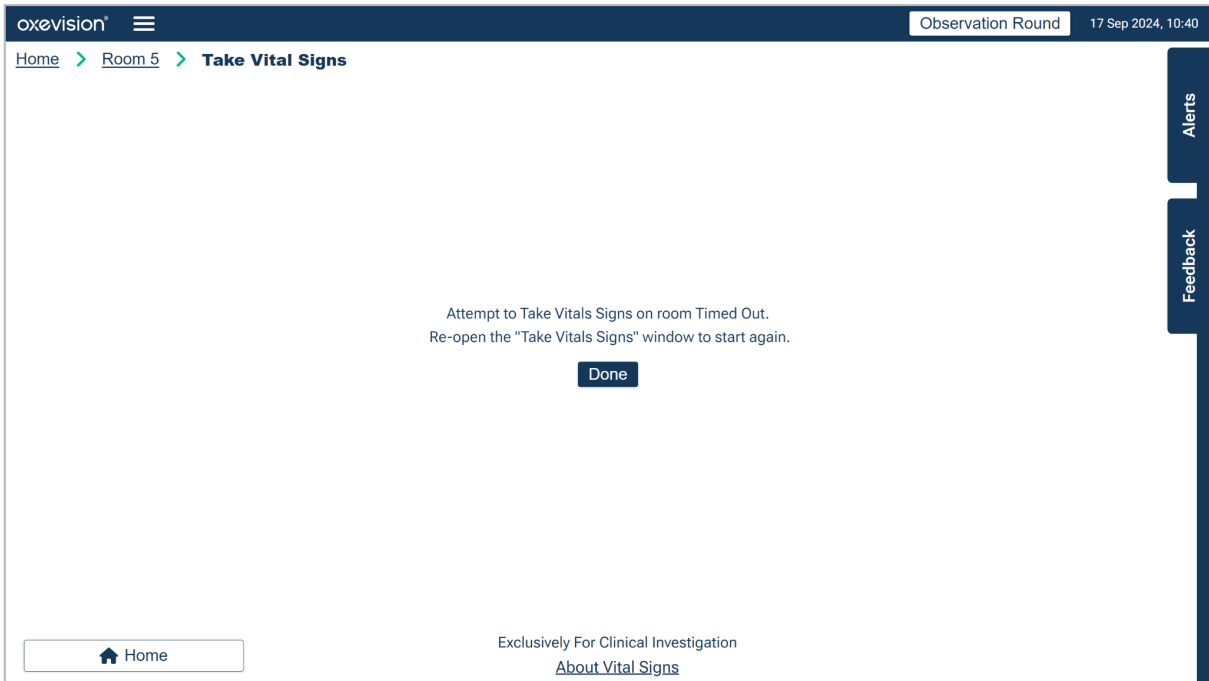 oxevision®
Observation Round
17 Sep 2024, 10:40
Home > Room 5 > Take Vital Signs
Alerts
Feedback
Attempt to Take Vitals Signs on room Timed Out.
Re-open the "Take Vitals Signs" window to start again.
Done
Home
Exclusively For Clinical Investigation
About Vital Signs